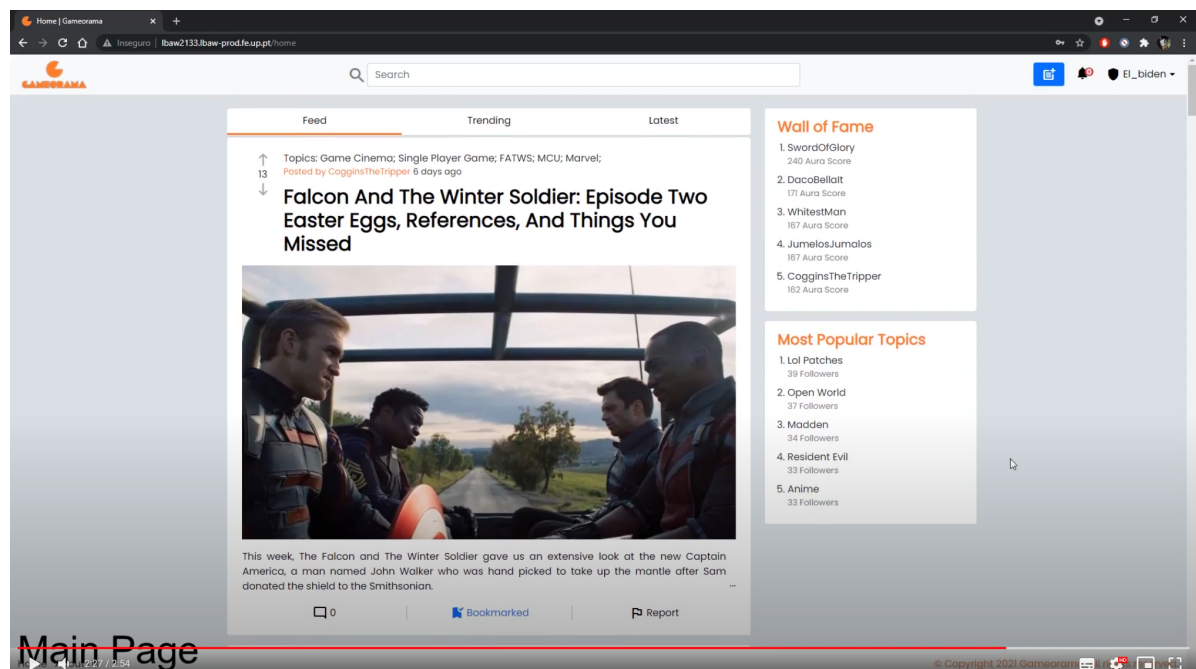 Home | Gameorama
Inseguro | lbaw2133.lbaw-prod.fe.up.pt/home
GAMEORAMA
Search
0
El_biden
Feed
Trending
Latest
Topics: Game Cinema; Single Player Game; FATWS; MCU; Marvel;
13
Posted by CogginsTheTripper 6 days ago
Falcon And The Winter Soldier: Episode Two
Easter Eggs, References, And Things You
Missed
This week, The Falcon and The Winter Soldier gave us an extensive look at the new Captain
America, a man named John Walker who was hand picked to take up the mantle after Sam
donated the shield to the Smithsonian.
...
0
Bookmarked
Report
Wall of Fame
1. SwordOfGlory
240 Aura Score
2. DacoBellaIt
171 Aura Score
3. WhitestMan
167 Aura Score
4. JumelosJumalos
167 Aura Score
5. CogginsTheTripper
162 Aura Score
Most Popular Topics
1. Lol Patches
39 Followers
2. Open World
37 Followers
3. Madden
34 Followers
4. Resident Evil
33 Followers
5. Anime
33 Followers
Main Page
2:27 / 2:54
© Copyright 2021 Gameorama
HD